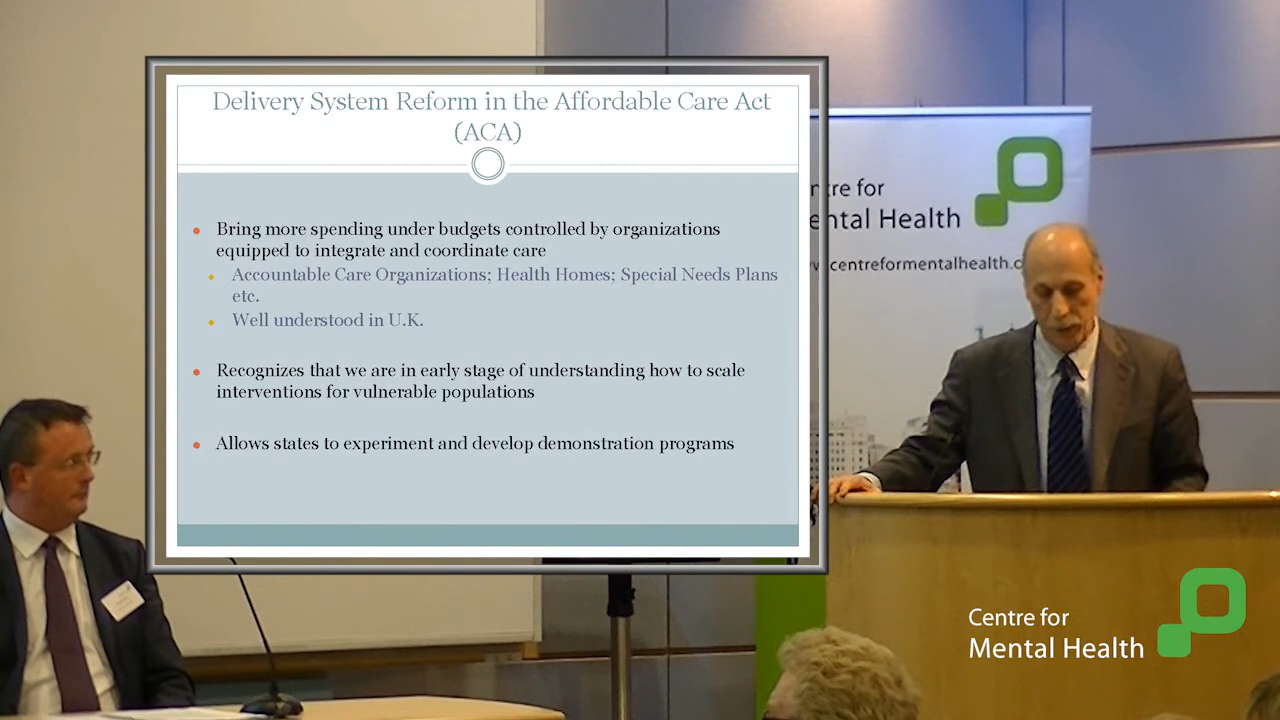 Delivery System Reform in the Affordable Care Act
(ACA)
Bring more spending under budgets controlled by organizations
equipped to integrate and coordinate care
Accountable Care Organizations; Health Homes; Special Needs Plans
etc.
Well understood in U.K.
Recognizes that we are in early stage of understanding how to scale
interventions for vulnerable populations
Allows states to experiment and develop demonstration programs
ntre for
ental Health
centreformentalhealth.o
Centre for
Mental Health